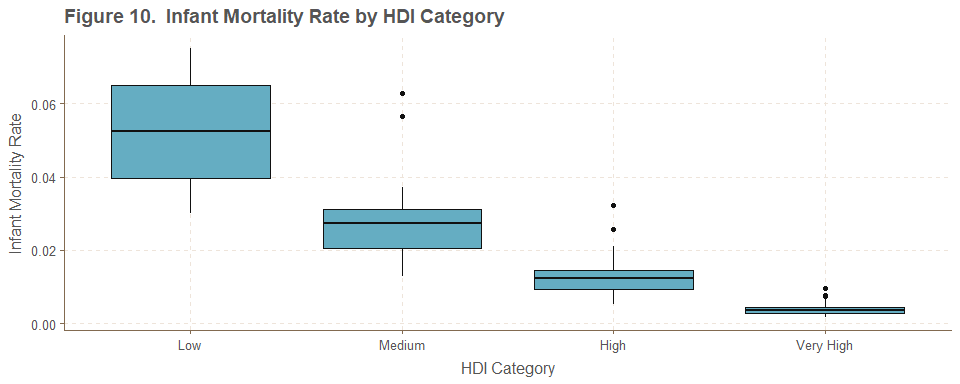 Figure 10.  Infant Mortality Rate by HDI Category
Infant Mortality Rate
0.06
0.04
0.02
0.00
Low
Medium
High
Very High
HDI Category